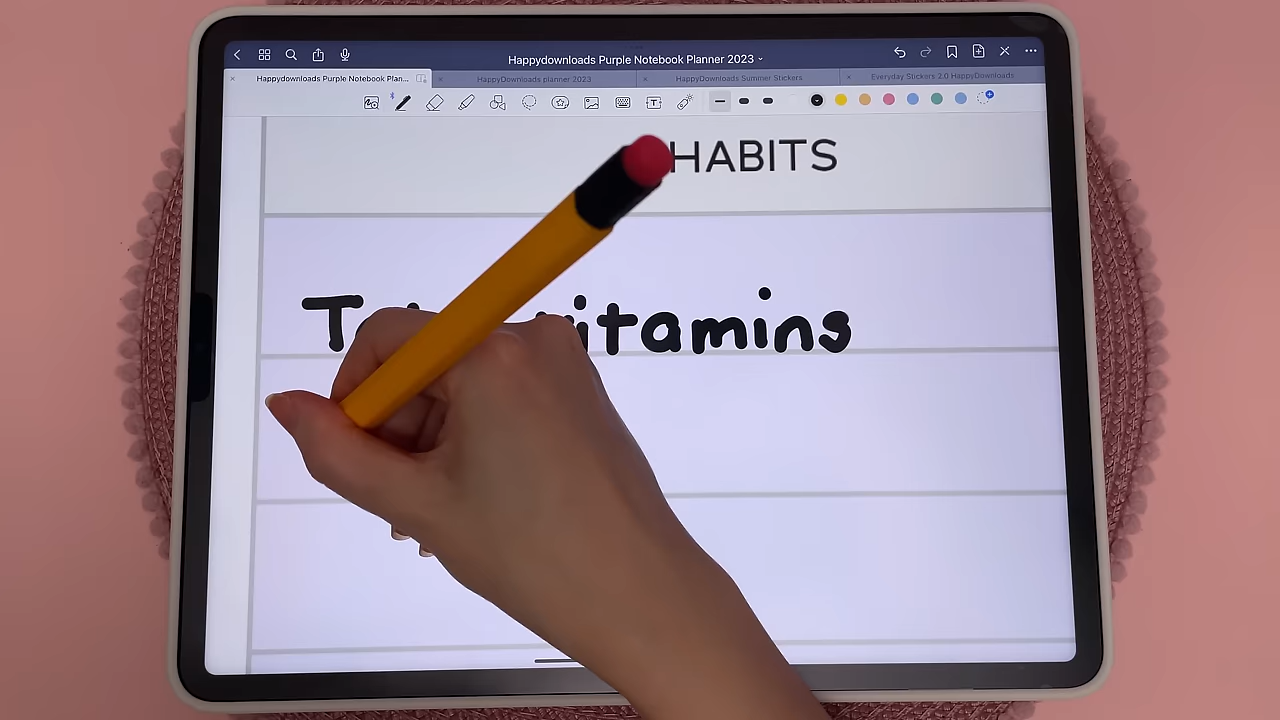 Happydownloads Purple Notebook Planner 2023
Happydownloads Purple Notebook Plan...
HappyDownloads planner 2023
HappyDownloads Summer Stickers
Everyday Stickers 2.0 HappyDownloads
HABITS
vitamins